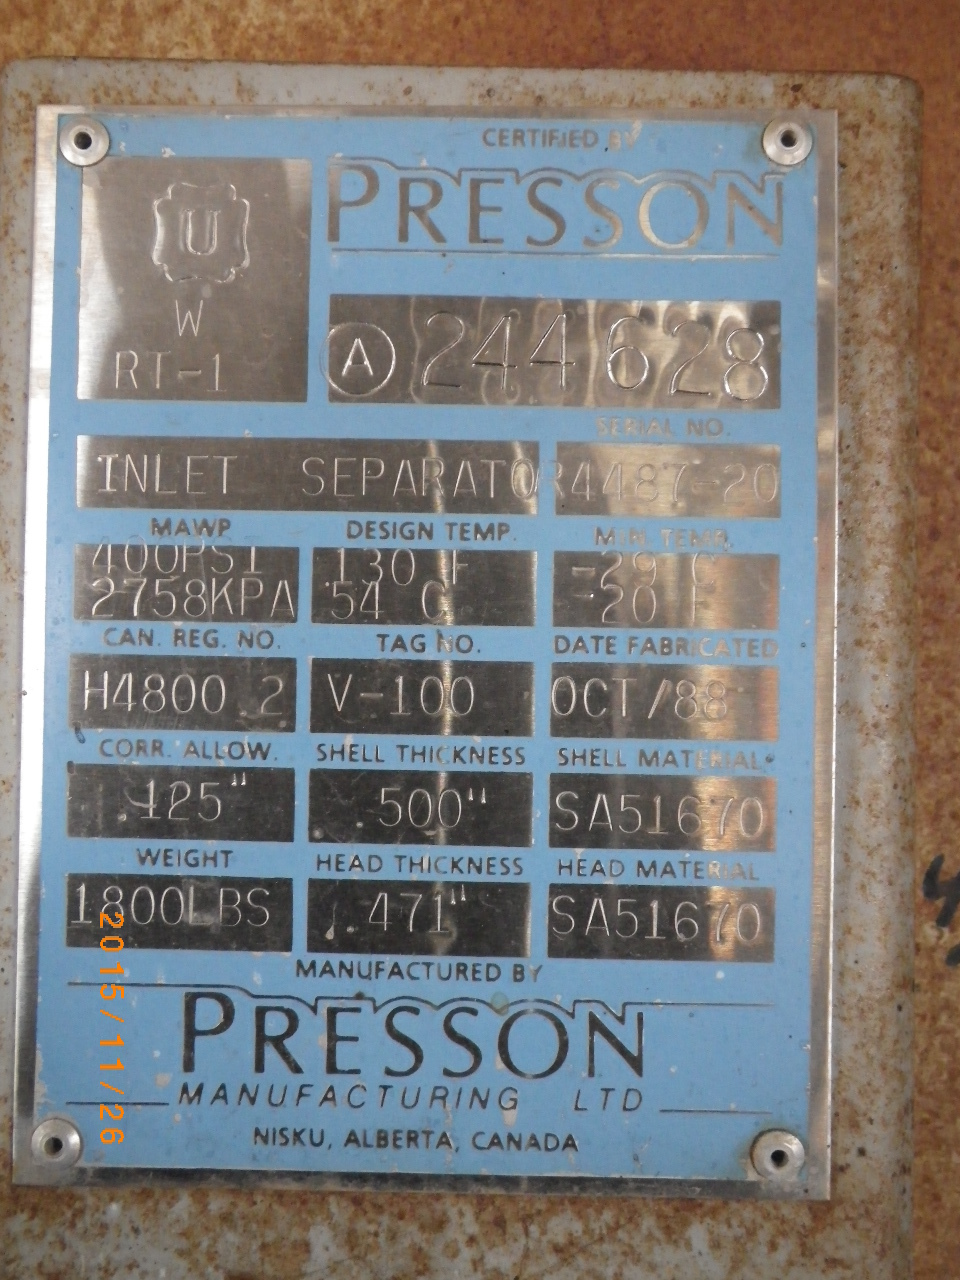 CERTIFIED BY
PRESSON
U
W
RT-1
A 244628
SERIAL NO.
INLET SEPARATOR4487-20
MAWP DESIGN TEMP. MIN. TEMP.
400PSI 130 F -29 C
2758KPA 54 C -20 F
CAN. REG. NO. TAG NO. DATE FABRICATED
H4800.2 V-100 OCT/88
CORR. ALLOW. SHELL THICKNESS SHELL MATERIAL
.125" .500" SA51670
WEIGHT HEAD THICKNESS HEAD MATERIAL
1800LBS .471" SA51670
MANUFACTURED BY
PRESSON
MANUFACTURING LTD
NISKU, ALBERTA, CANADA
2015/11/26